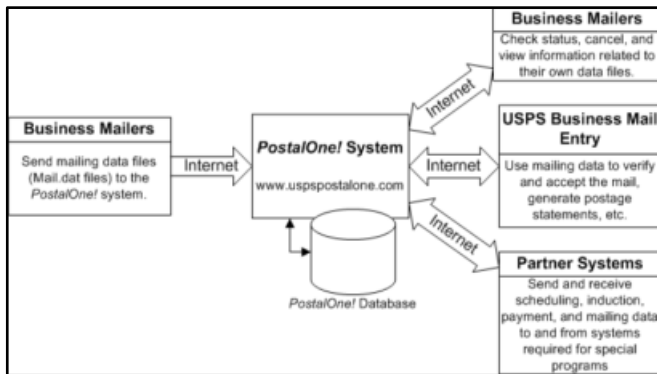 Business Mailers
Send mailing data files
(Mail.dat files) to the
PostalOne! system.
Internet
PostalOne! System
www.uspspostalone.com
PostalOne! Database
Internet
Business Mailers
Check status, cancel, and
view information related to
their own data files.
Internet
USPS Business Mail
Entry
Use mailing data to verify
and accept the mail,
generate postage
statements, etc.
Internet
Partner Systems
Send and receive
scheduling, induction,
payment, and mailing data
to and from systems
required for special
programs